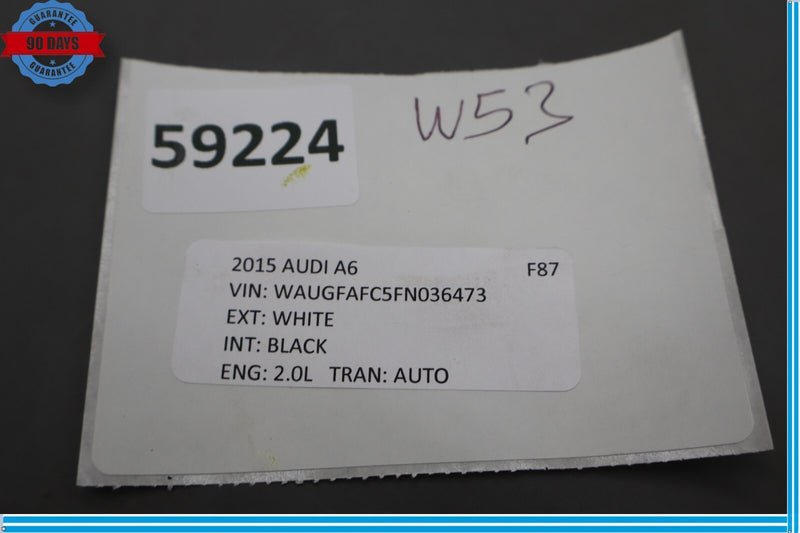 GUARANTEE
90 DAYS
GUARANTEE
59224
W53
2015 AUDI A6 F87
VIN: WAUGFAFC5FN036473
EXT: WHITE
INT: BLACK
ENG: 2.0L TRAN: AUTO